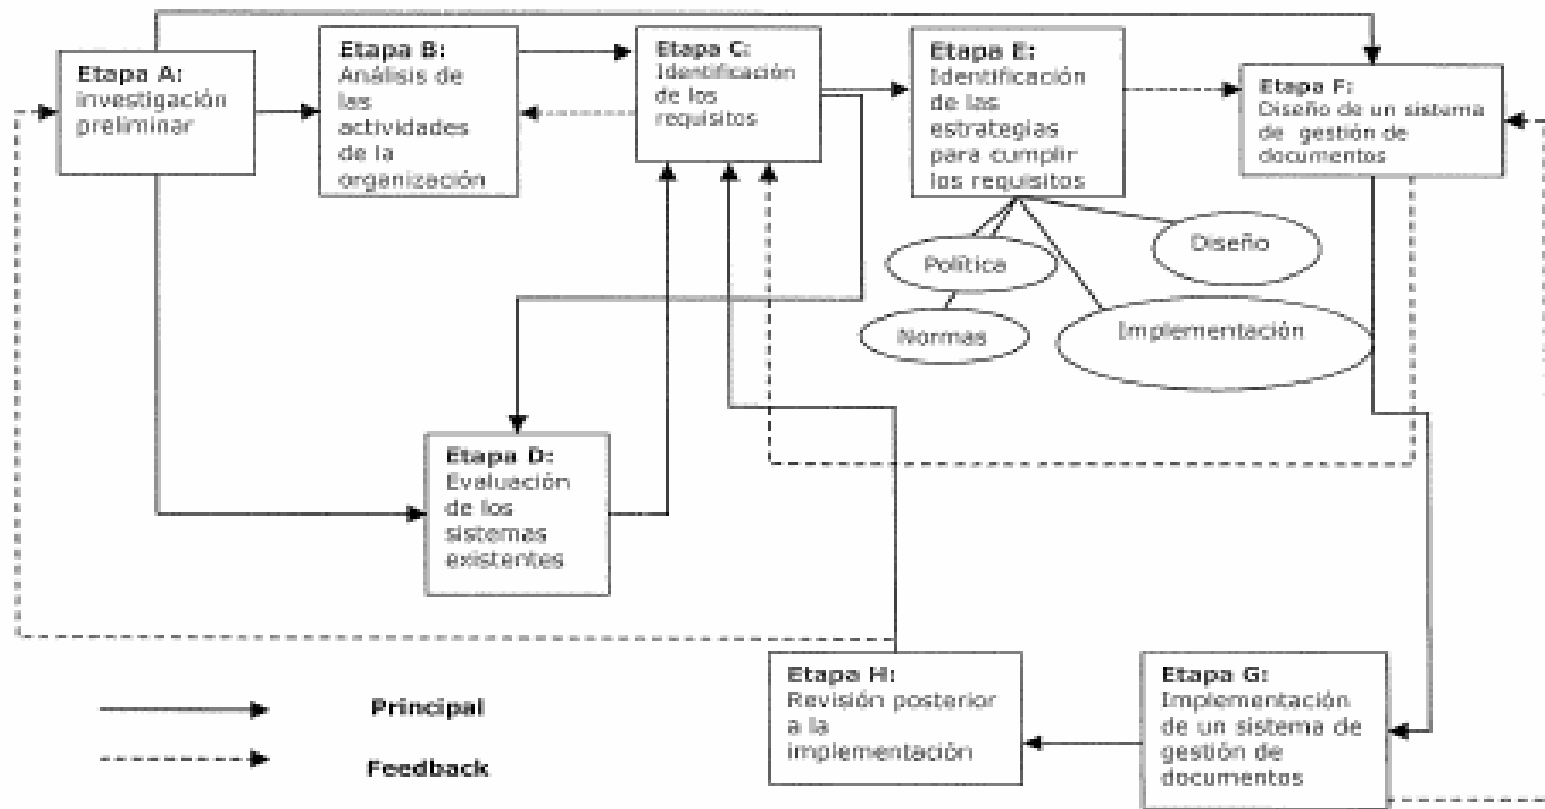 Etapa A:
investigación
preliminar
Etapa B:
Análisis de
las
actividades
de la
organización
Etapa C:
Identificación
de los
requisitos
Etapa E:
Identificación
de las
estrategias
para cumplir
los requisitos
Etapa F:
Diseño de un sistema
de gestión de
documentos
Política
Diseño
Normas
Implementación
Etapa D:
Evaluación
de los
sistemas
existentes
Etapa H:
Revisión posterior
a la
implementación
Etapa G:
Implementación
de un sistema de
gestión de
documentos
Principal
Feedback